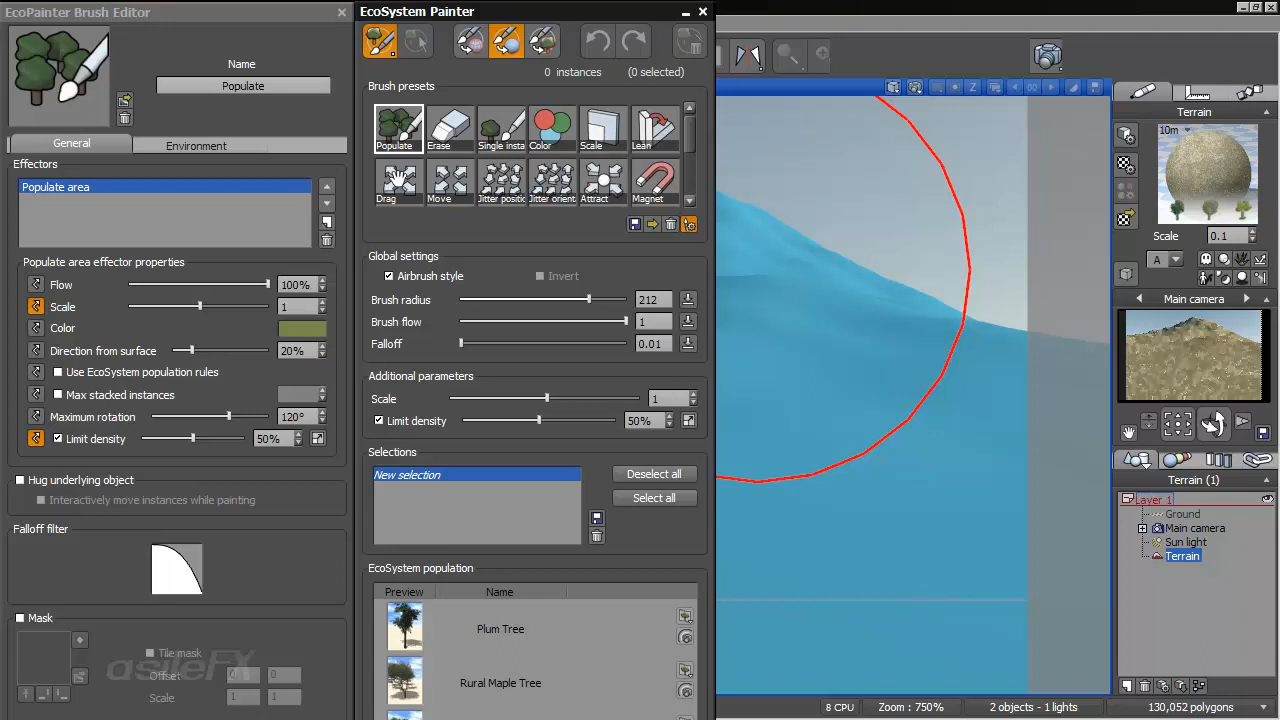 EcoPainter Brush Editor
Name
Populate
General
Environment
Effectors
Populate area
Populate area effector properties
Flow 100%
Scale 1
Color
Direction from surface 20%
Use EcoSystem population rules
Max stacked instances
Maximum rotation 120°
Limit density 50%
Hug underlying object
Interactively move instances while painting
Falloff filter
Mask
Tile mask
Offset 0 0
Scale 1 1
asileFX
EcoSystem Painter
0 instances (0 selected)
Brush presets
Populate Erase Single insta Color Scale Lean
Drag Move Jitter positic Jitter orient Attract Magnet
Global settings
Airbrush style Invert
Brush radius 212
Brush flow 1
Falloff 0.01
Additional parameters
Scale 1
Limit density 50%
Selections
New selection
Deselect all
Select all
EcoSystem population
Preview Name
Plum Tree
Rural Maple Tree
Z
Terrain
10m
Scale 0.1
A
Main camera
Terrain (1)
Layer 1
Ground
Main camera
Sun light
Terrain
8 CPU Zoom : 750% 2 objects - 1 lights 130,052 polygons